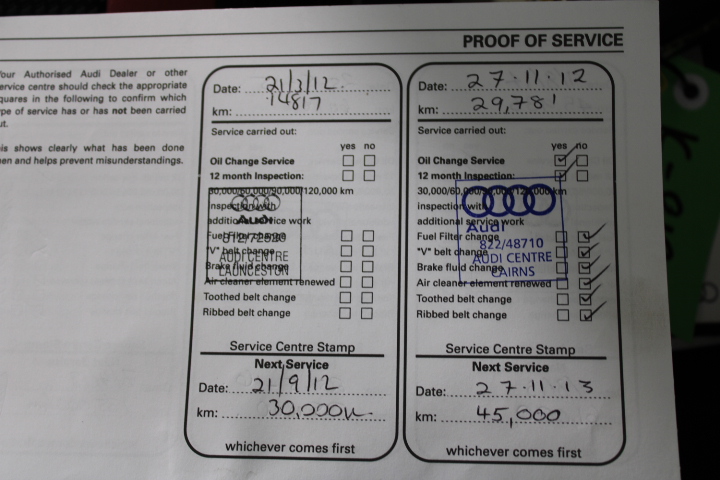 PROOF OF SERVICE
our Authorised Audi Dealer or other
ervice centre should check the appropriate
quares in the following to confirm which
pe of service has or has not been carried
ut.
is shows clearly what has been done
en and helps prevent misunderstandings.
Date: 21/3/12
km: 14817
Service carried out:
yes no
Oil Change Service
12 month Inspection:
30,000/60,000/90,000/120,000 km
inspection with
additional service work
Fuel Filter change
"V" belt change
Brake fluid change
Air cleaner element renewed
Toothed belt change
Ribbed belt change
Audi
AUDI CENTRE
LAUNCESTON
Service Centre Stamp
Next Service
Date: 21/9/12
km: 30,000
whichever comes first
Date: 27.11.12
km: 29,781
Service carried out:
yes no
Oil Change Service
12 month Inspection:
30,000/60,000/90,000/120,000 km
inspection with
additional service work
Fuel Filter change
"V" belt change
Brake fluid change
Air cleaner element renewed
Toothed belt change
Ribbed belt change
Audi
822/48710
AUDI CENTRE
CAIRNS
Service Centre Stamp
Next Service
Date: 27.11.13
km: 45,000
whichever comes first